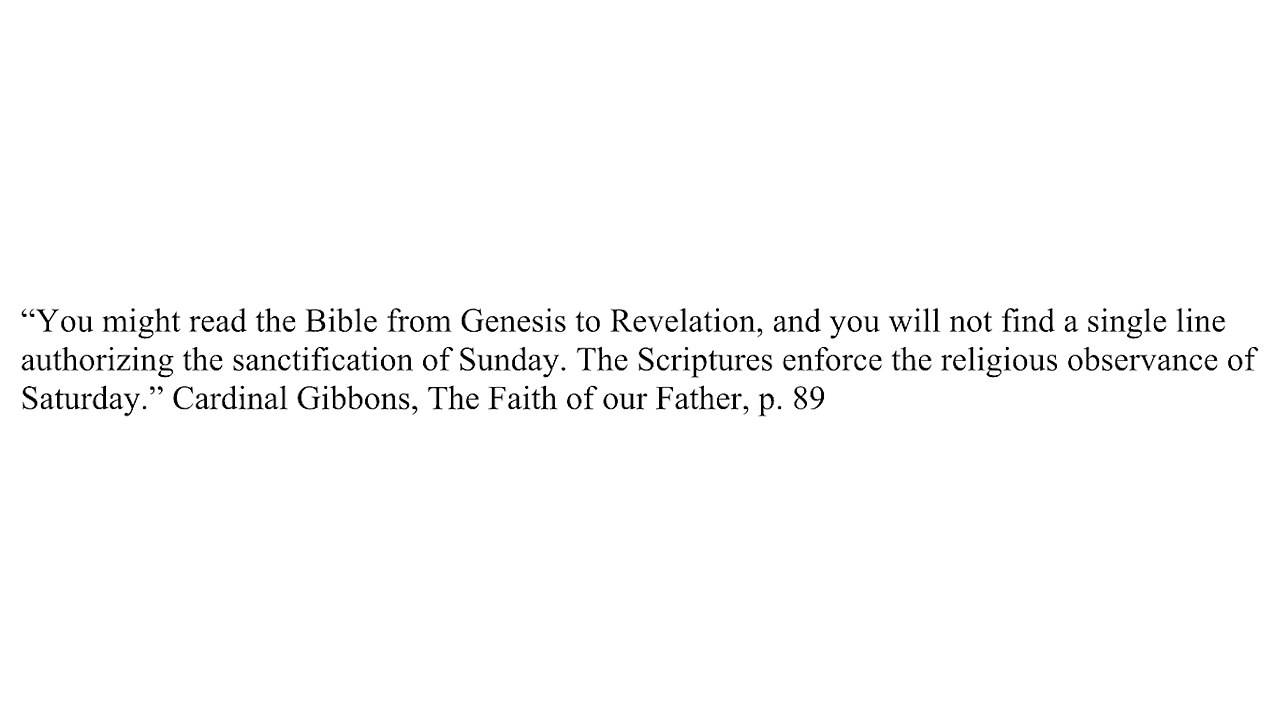 “You might read the Bible from Genesis to Revelation, and you will not find a single line
authorizing the sanctification of Sunday. The Scriptures enforce the religious observance of
Saturday.” Cardinal Gibbons, The Faith of our Father, p. 89